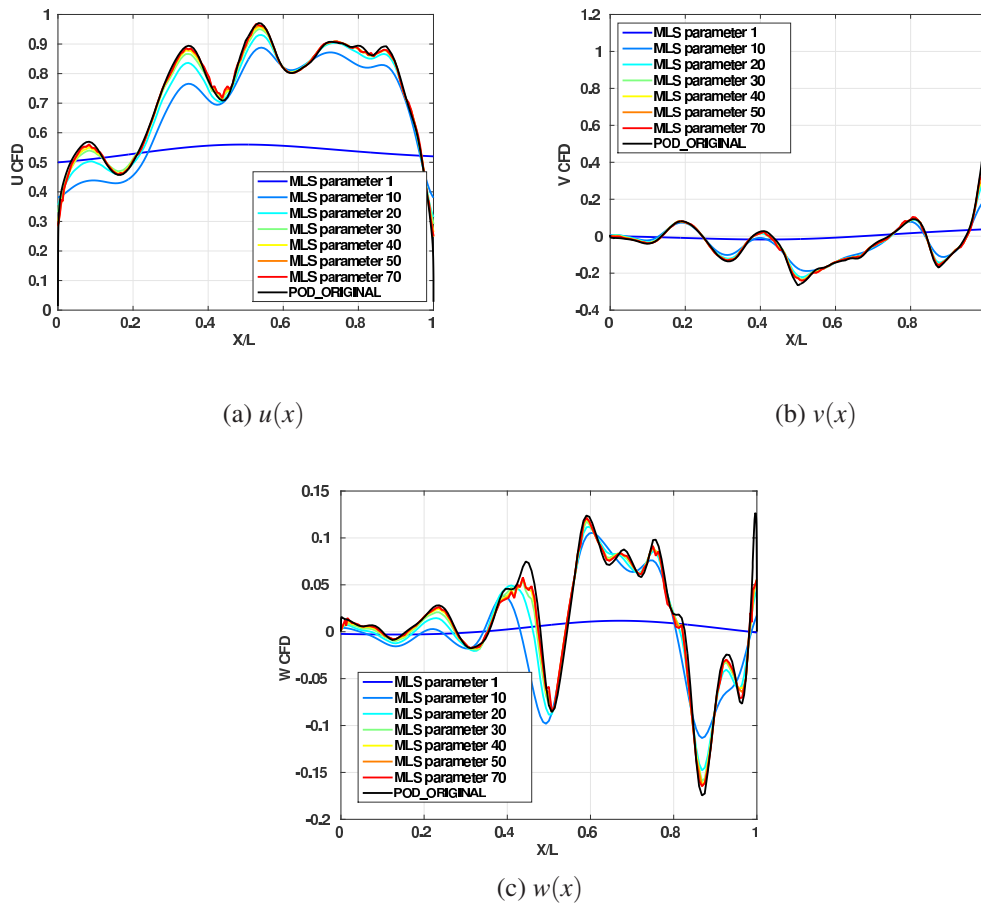 1
0.9
0.8
0.7
0.6
0.5
0.4
0.3
0.2
0.1
0
U CFD
MLS parameter 1
MLS parameter 10
MLS parameter 20
MLS parameter 30
MLS parameter 40
MLS parameter 50
MLS parameter 70
POD_ORIGINAL
0 0.2 0.4 0.6 0.8 1
X/L
(a) u(x)
1.2
1
0.8
0.6
0.4
0.2
0
-0.2
-0.4
V CFD
MLS parameter 1
MLS parameter 10
MLS parameter 20
MLS parameter 30
MLS parameter 40
MLS parameter 50
MLS parameter 70
POD_ORIGINAL
0 0.2 0.4 0.6 0.8
X/L
(b) v(x)
0.15
0.1
0.05
0
-0.05
-0.1
-0.15
-0.2
W CFD
MLS parameter 1
MLS parameter 10
MLS parameter 20
MLS parameter 30
MLS parameter 40
MLS parameter 50
MLS parameter 70
POD_ORIGINAL
0 0.2 0.4 0.6 0.8 1
X/L
(c) w(x)